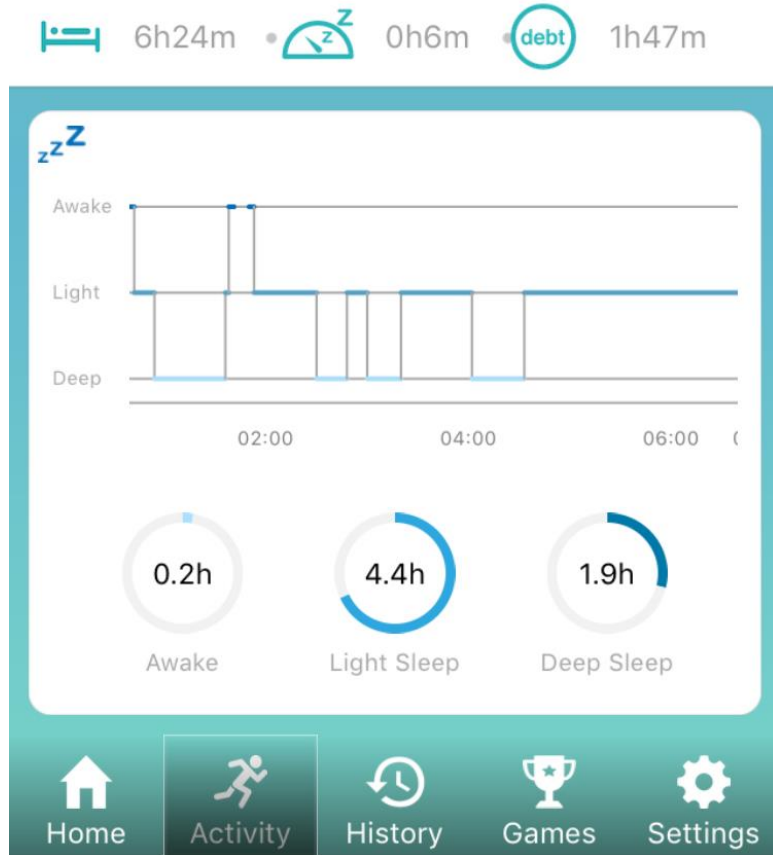 6h24m
z
Z
0h6m
debt
1h47m
zzZ
Awake
Light
Deep
02:00
04:00
06:00
0.2h
4.4h
1.9h
Awake
Light Sleep
Deep Sleep
Home
Activity
History
Games
Settings